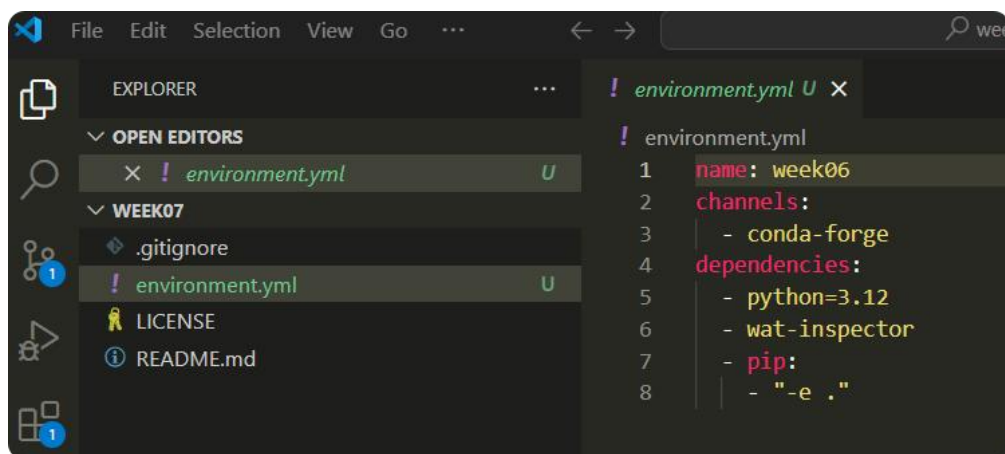 File Edit Selection View Go ···
wee
EXPLORER ···
OPEN EDITORS
environment.yml U
WEEK07
.gitignore
environment.yml U
LICENSE
README.md
1
1
environment.yml U
environment.yml
1 name: week06
2 channels:
3 - conda-forge
4 dependencies:
5 - python=3.12
6 - wat-inspector
7 - pip:
8 - "-e ."